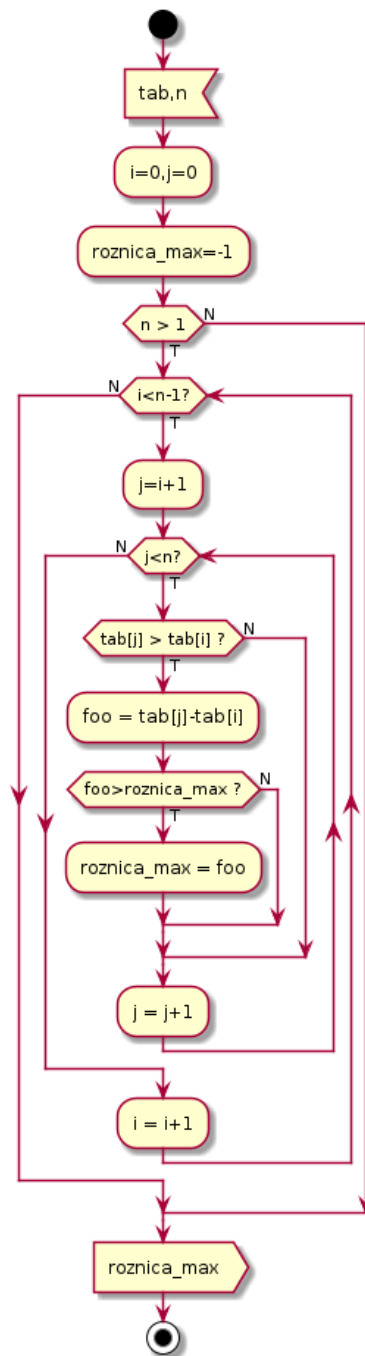 tab,n
i=0,j=0
roznica_max=-1
n > 1
N
T
i<n-1?
N
T
j=i+1
j<n?
N
T
tab[j] > tab[i] ?
N
T
foo = tab[j]-tab[i]
foo>roznica_max ?
N
T
roznica_max = foo
j = j+1
i = i+1
roznica_max